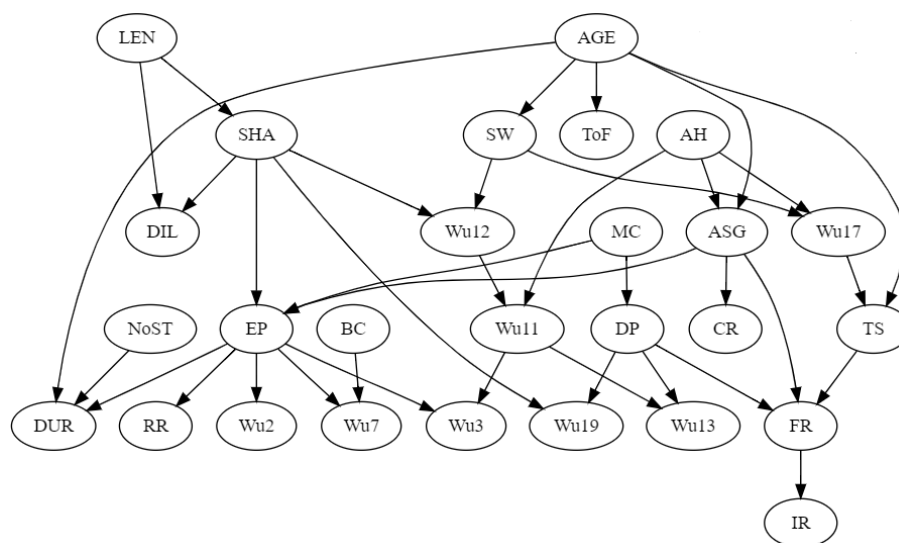 LEN
AGE
SHA
SW
ToF
AH
DIL
Wu12
MC
ASG
Wu17
NoST
EP
BC
Wu11
DP
CR
TS
DUR
RR
Wu2
Wu7
Wu3
Wu19
Wu13
FR
IR